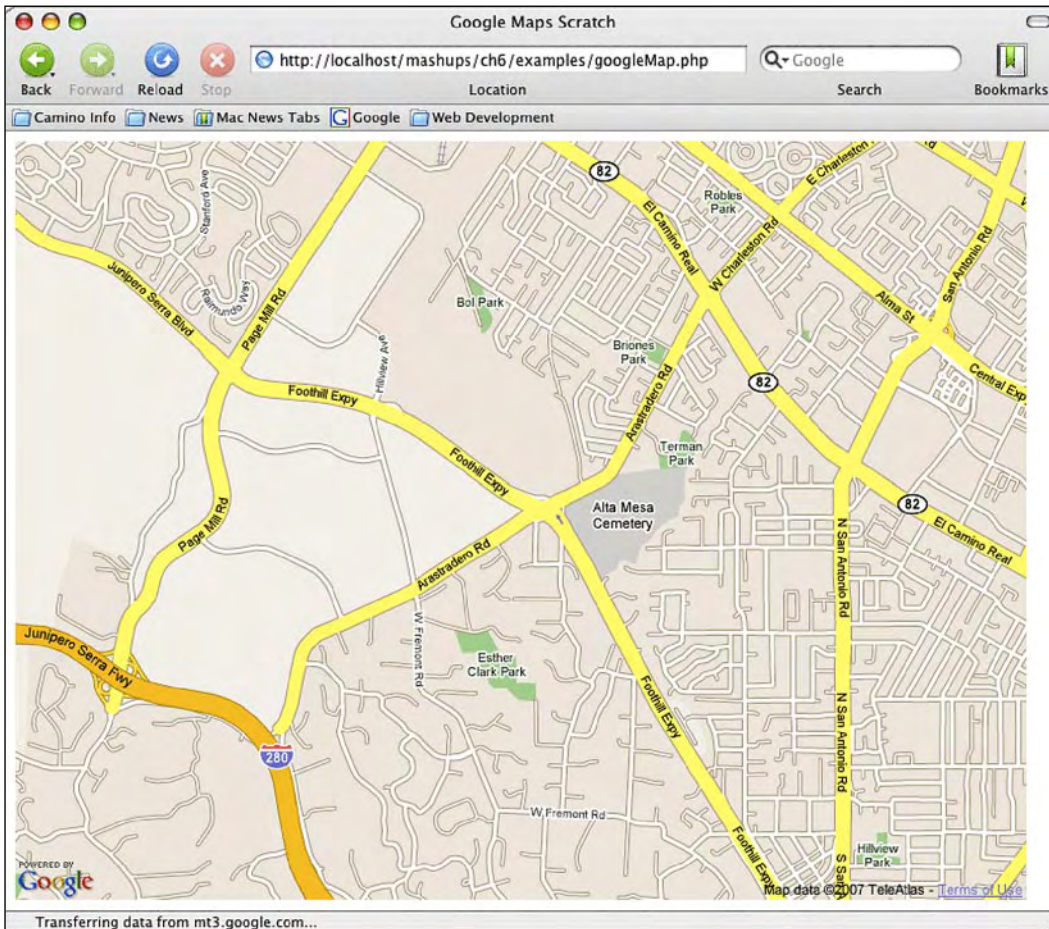 Google Maps Scratch
http://localhost/mashups/ch6/examples/googleMap.php
Google
Back
Forward
Reload
Stop
Location
Search
Bookmarks
Camino Info
News
Mac News Tabs
Google
Web Development
82
E Charleston
Stanford Ave
Robles
Park
El Camino Real
W Charleston Rd
San Antonio Rd
Junipero Serra Blvd
Raimundo Way
Page Mill Rd
Bol Park
Alma St
Hillview Ave
Briones
Park
Central Exp
Foothill Expy
82
Arastradero Rd
Terman
Park
Foothill Expy
Alta Mesa
Cemetery
82
Page Mill Rd
El Camino Real
Arastradero Rd
N San Antonio Rd
W Fremont Rd
Junipero Serra Fwy
Esther
Clark Park
Foothill Expy
N San Antonio Rd
280
W Fremont Rd
Foothill Expy
Hillview
Park
S Sa
POWERED BY
Google
Map data ©2007 TeleAtlas - Terms of Use
Transferring data from mt3.google.com...